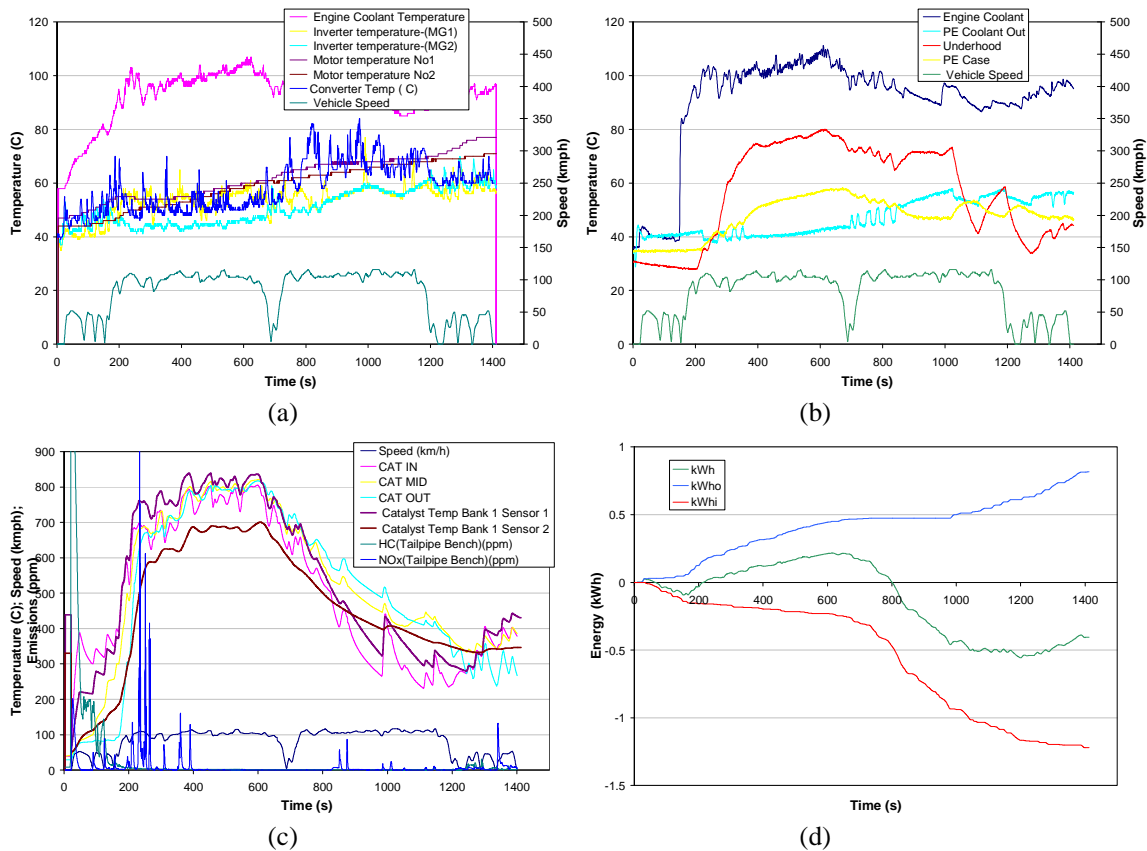 Engine Coolant Temperature
Inverter temperature-(MG1)
Inverter temperature-(MG2)
Motor temperature No1
Motor temperature No2
Converter Temp ( C)
Vehicle Speed
Temperature (C)
120
100
80
60
40
20
0
Speed (kmph)
500
450
400
350
300
250
200
150
100
50
0
0 200 400 600 800 1000 1200 1400
Time (s)
(a)
Engine Coolant
PE Coolant Out
Underhood
PE Case
Vehicle Speed
Temperature (C)
120
100
80
60
40
20
0
Speed (kmph)
500
450
400
350
300
250
200
150
100
50
0
0 200 400 600 800 1000 1200 1400
Time (s)
(b)
Speed (km/h)
CAT IN
CAT MID
CAT OUT
Catalyst Temp Bank 1 Sensor 1
Catalyst Temp Bank 1 Sensor 2
HC(Tailpipe Bench)(ppm)
NOx(Tailpipe Bench)(ppm)
Temperuature (C); Speed (kmph);
Emissions (ppm)
900
800
700
600
500
400
300
200
100
0
0 200 400 600 800 1000 1200 1400
Time (s)
(c)
kWh
kWho
kWhi
Energy (kWh)
1
0.5
0
-0.5
-1
-1.5
0 200 400 600 800 1000 1200 1400
Time (s)
(d)